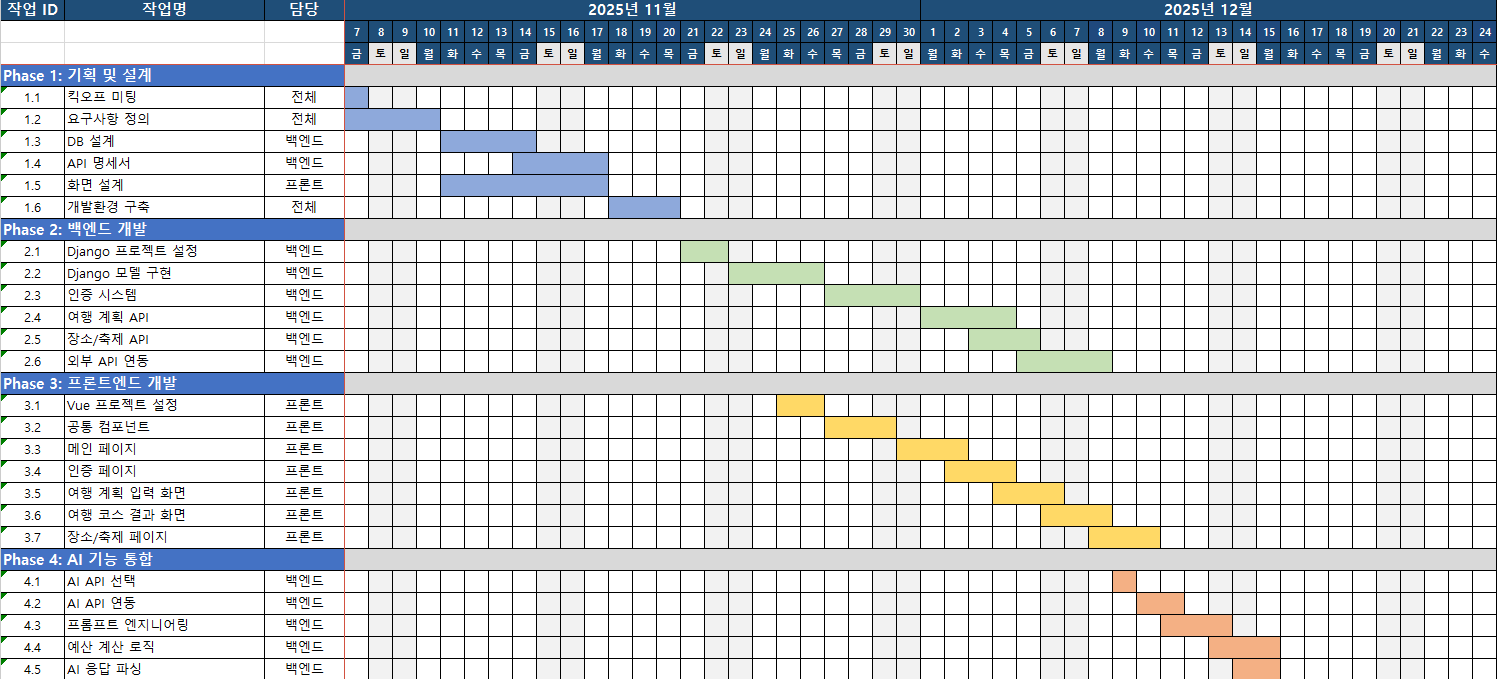 작업 ID 작업명 담당 2025년 11월 2025년 12월
7 8 9 10 11 12 13 14 15 16 17 18 19 20 21 22 23 24 25 26 27 28 29 30 1 2 3 4 5 6 7 8 9 10 11 12 13 14 15 16 17 18 19 20 21 22 23 24
금 토 일 월 화 수 목 금 토 일 월 화 수 목 금 토 일 월 화 수 목 금 토 일 월 화 수 목 금 토 일 월 화 수 목 금 토 일 월 화 수 목 금 토 일 월 화 수
Phase 1: 기획 및 설계
1.1 킥오프 미팅 전체
1.2 요구사항 정의 전체
1.3 DB 설계 백엔드
1.4 API 명세서 백엔드
1.5 화면 설계 프론트
1.6 개발환경 구축 전체
Phase 2: 백엔드 개발
2.1 Django 프로젝트 설정 백엔드
2.2 Django 모델 구현 백엔드
2.3 인증 시스템 백엔드
2.4 여행 계획 API 백엔드
2.5 장소/축제 API 백엔드
2.6 외부 API 연동 백엔드
Phase 3: 프론트엔드 개발
3.1 Vue 프로젝트 설정 프론트
3.2 공통 컴포넌트 프론트
3.3 메인 페이지 프론트
3.4 인증 페이지 프론트
3.5 여행 계획 입력 화면 프론트
3.6 여행 코스 결과 화면 프론트
3.7 장소/축제 페이지 프론트
Phase 4: AI 기능 통합
4.1 AI API 선택 백엔드
4.2 AI API 연동 백엔드
4.3 프롬프트 엔지니어링 백엔드
4.4 예산 계산 로직 백엔드
4.5 AI 응답 파싱 백엔드